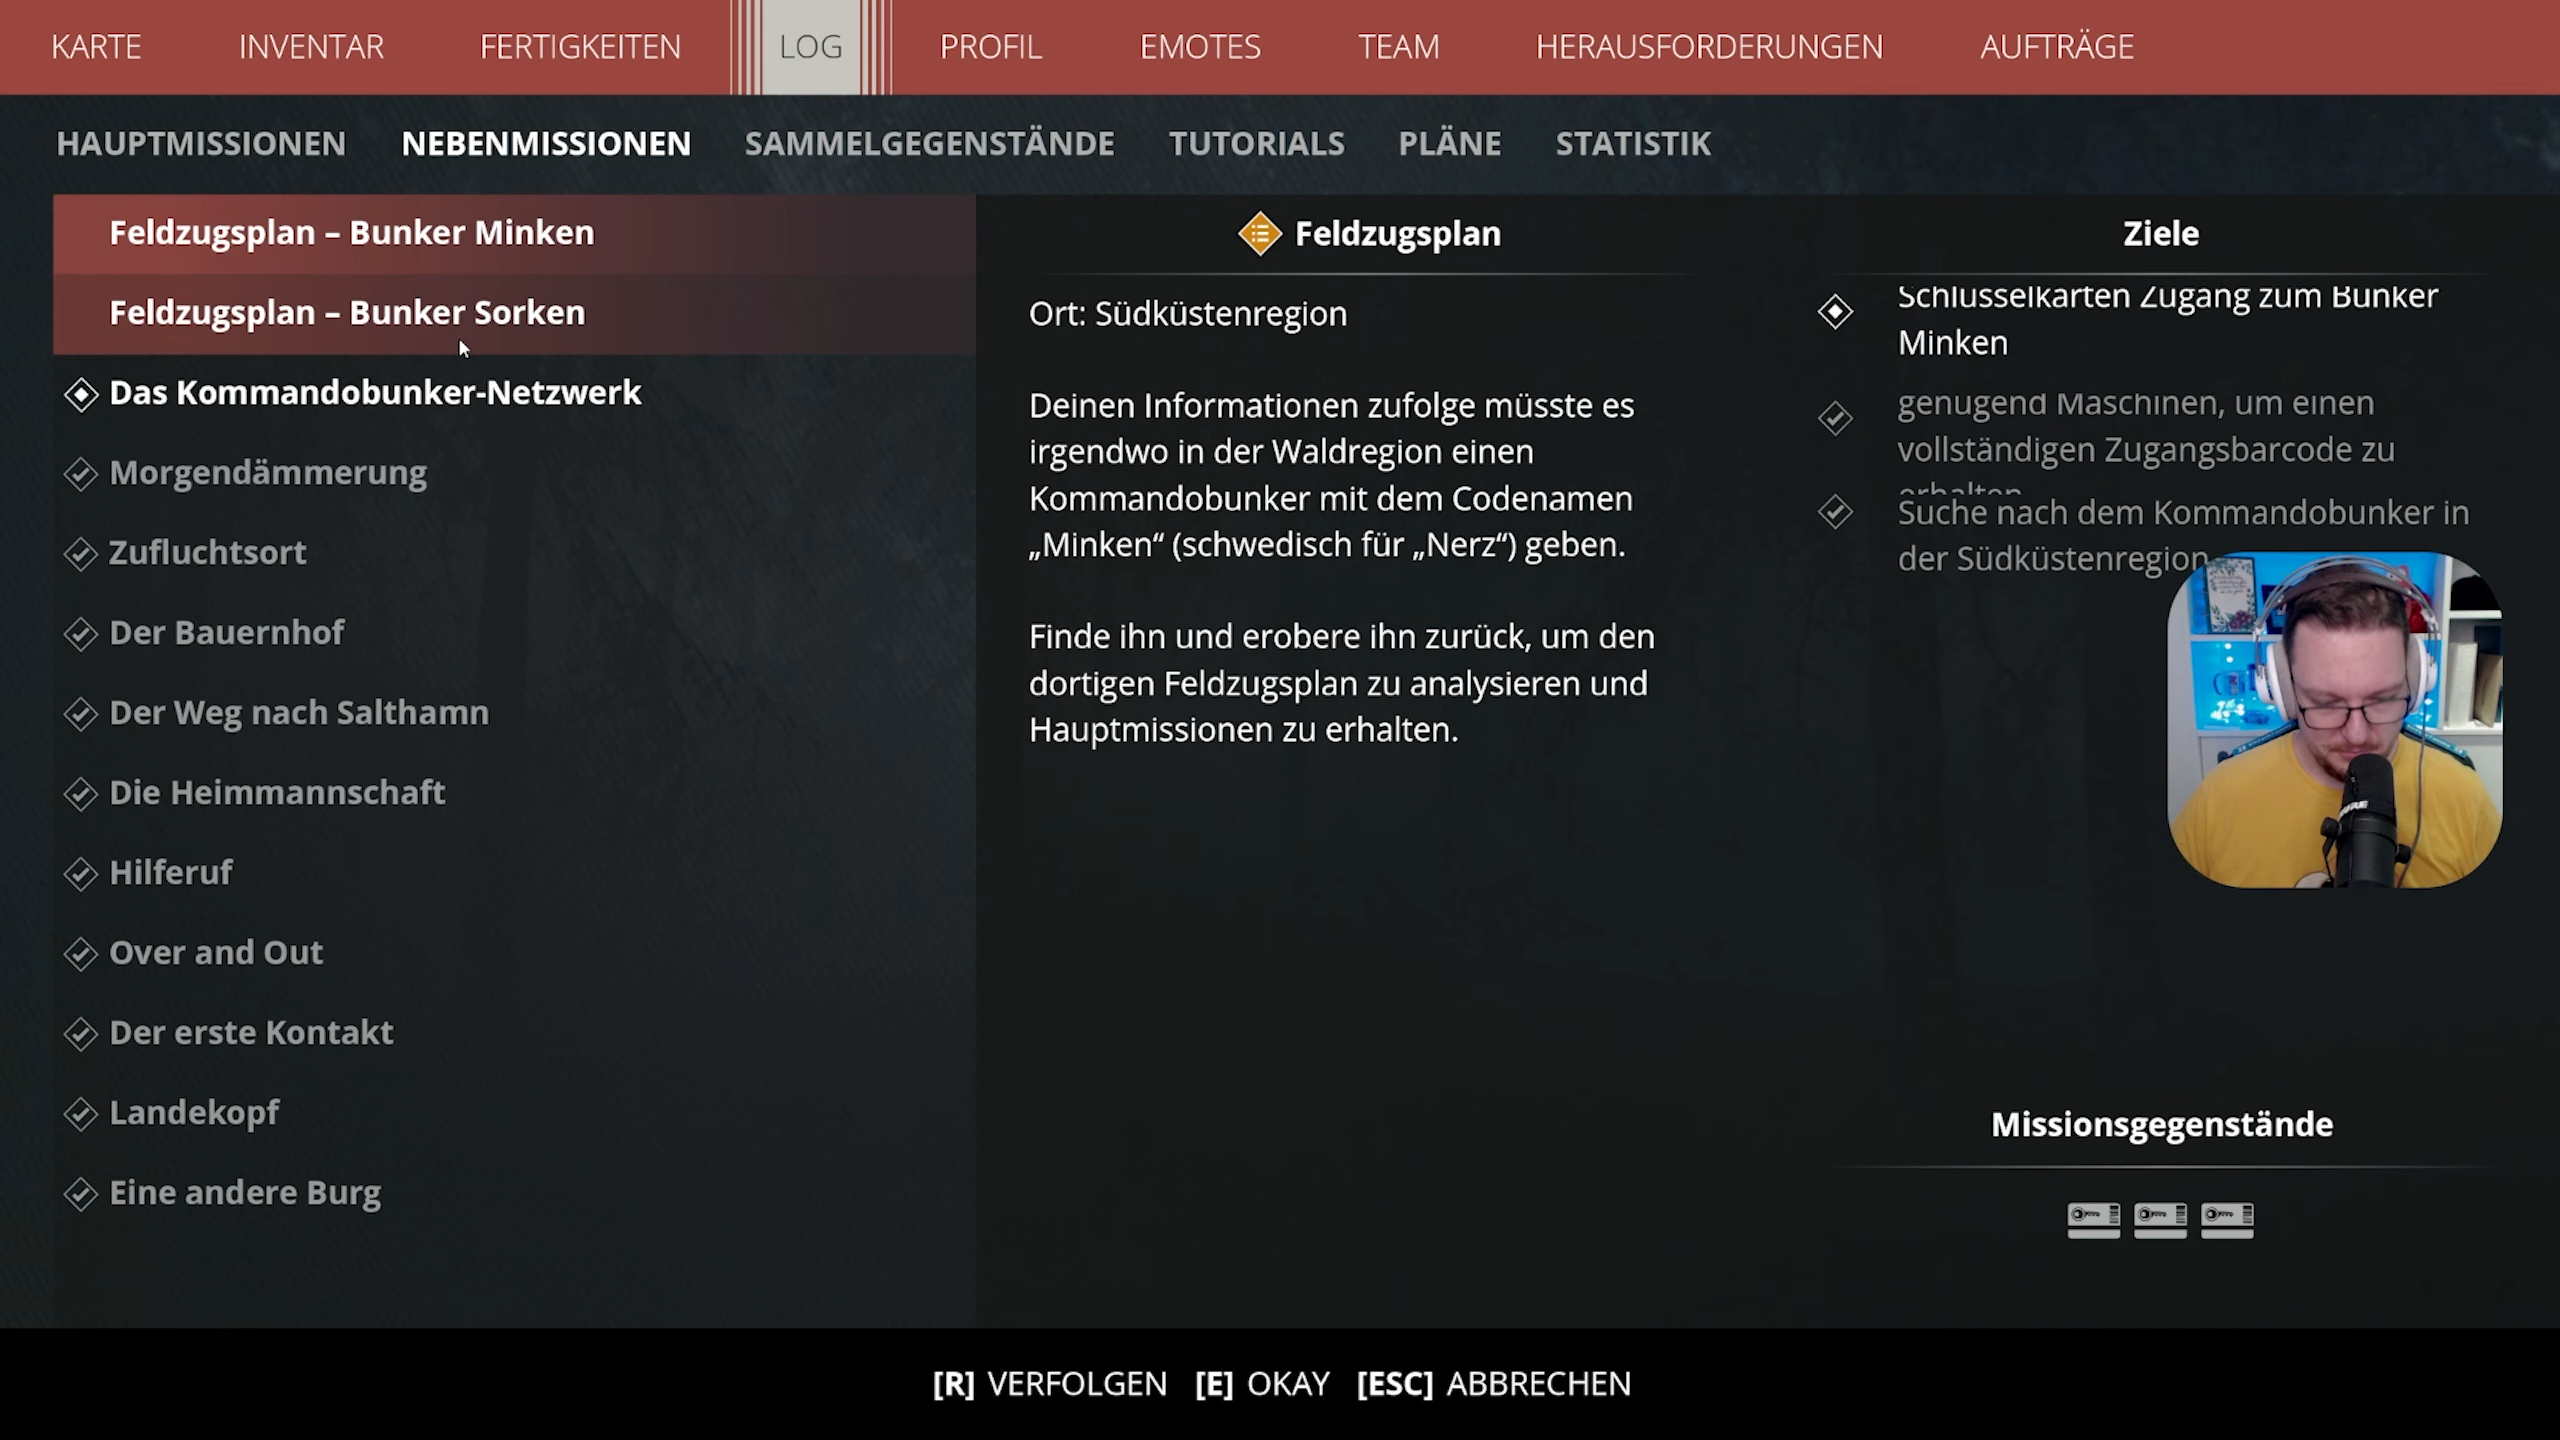 KARTE INVENTAR FERTIGKEITEN LOG PROFIL EMOTES TEAM HERAUSFORDERUNGEN AUFTRÄGE
HAUPTMISSIONEN NEBENMISSIONEN SAMMELGEGENSTÄNDE TUTORIALS PLÄNE STATISTIK
Feldzugsplan – Bunker Minken
Feldzugsplan – Bunker Sorken
Das Kommandobunker-Netzwerk
Morgendämmerung
Zufluchtsort
Der Bauernhof
Der Weg nach Salthamn
Die Heimmannschaft
Hilferuf
Over and Out
Der erste Kontakt
Landekopf
Eine andere Burg
Feldzugsplan
Ort: Südküstenregion
Deinen Informationen zufolge müsste es
irgendwo in der Waldregion einen
Kommandobunker mit dem Codenamen
„Minken“ (schwedisch für „Nerz“) geben.
Finde ihn und erobere ihn zurück, um den
dortigen Feldzugsplan zu analysieren und
Hauptmissionen zu erhalten.
Ziele
Schlüsselkarten Zugang zum Bunker
Minken
genügend Maschinen, um einen
vollständigen Zugangsbarcode zu
erhalten
Suche nach dem Kommandobunker in
der Südküstenregion
Missionsgegenstände
[R] VERFOLGEN [E] OKAY [ESC] ABBRECHEN